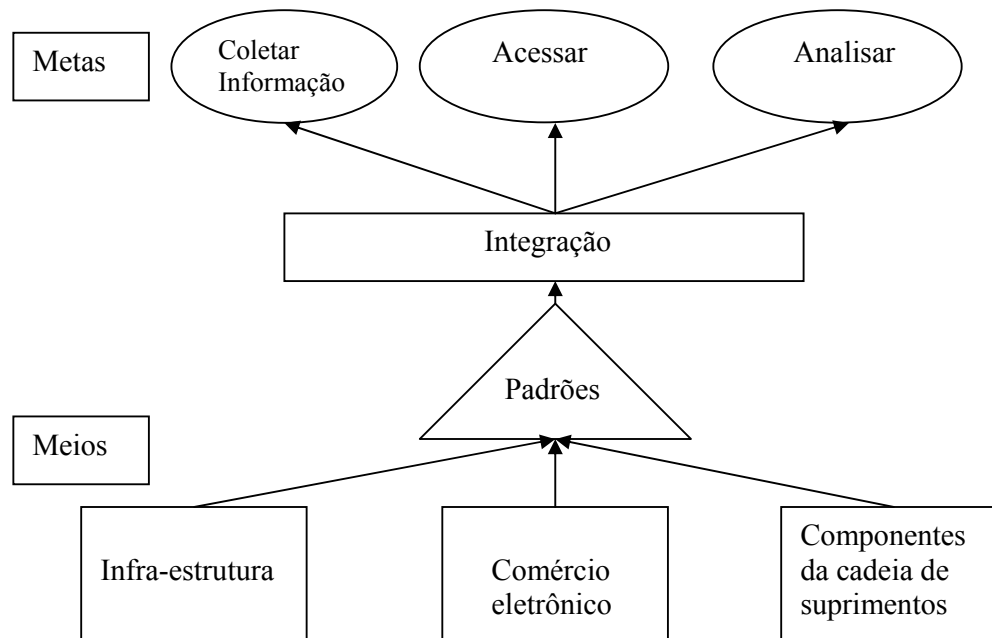 Metas
Coletar
Informação
Acessar
Analisar
Integração
Padrões
Meios
Infra-estrutura
Comércio
eletrônico
Componentes
da cadeia de
suprimentos